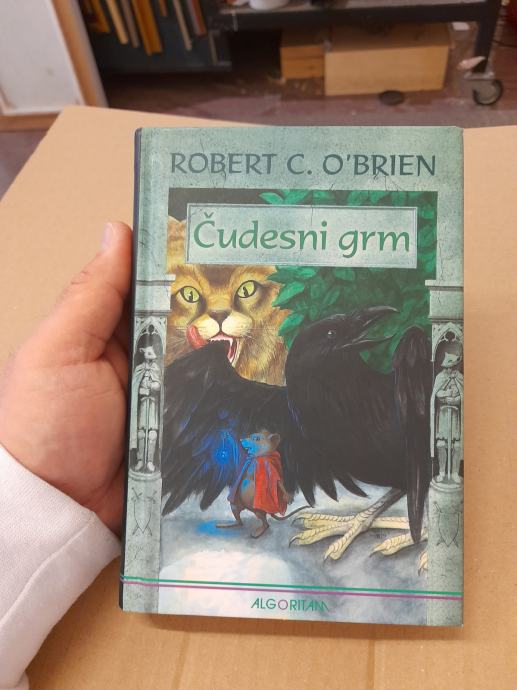 ROBERT C. O'BRIEN
Čudesni grm
ALGORITAM